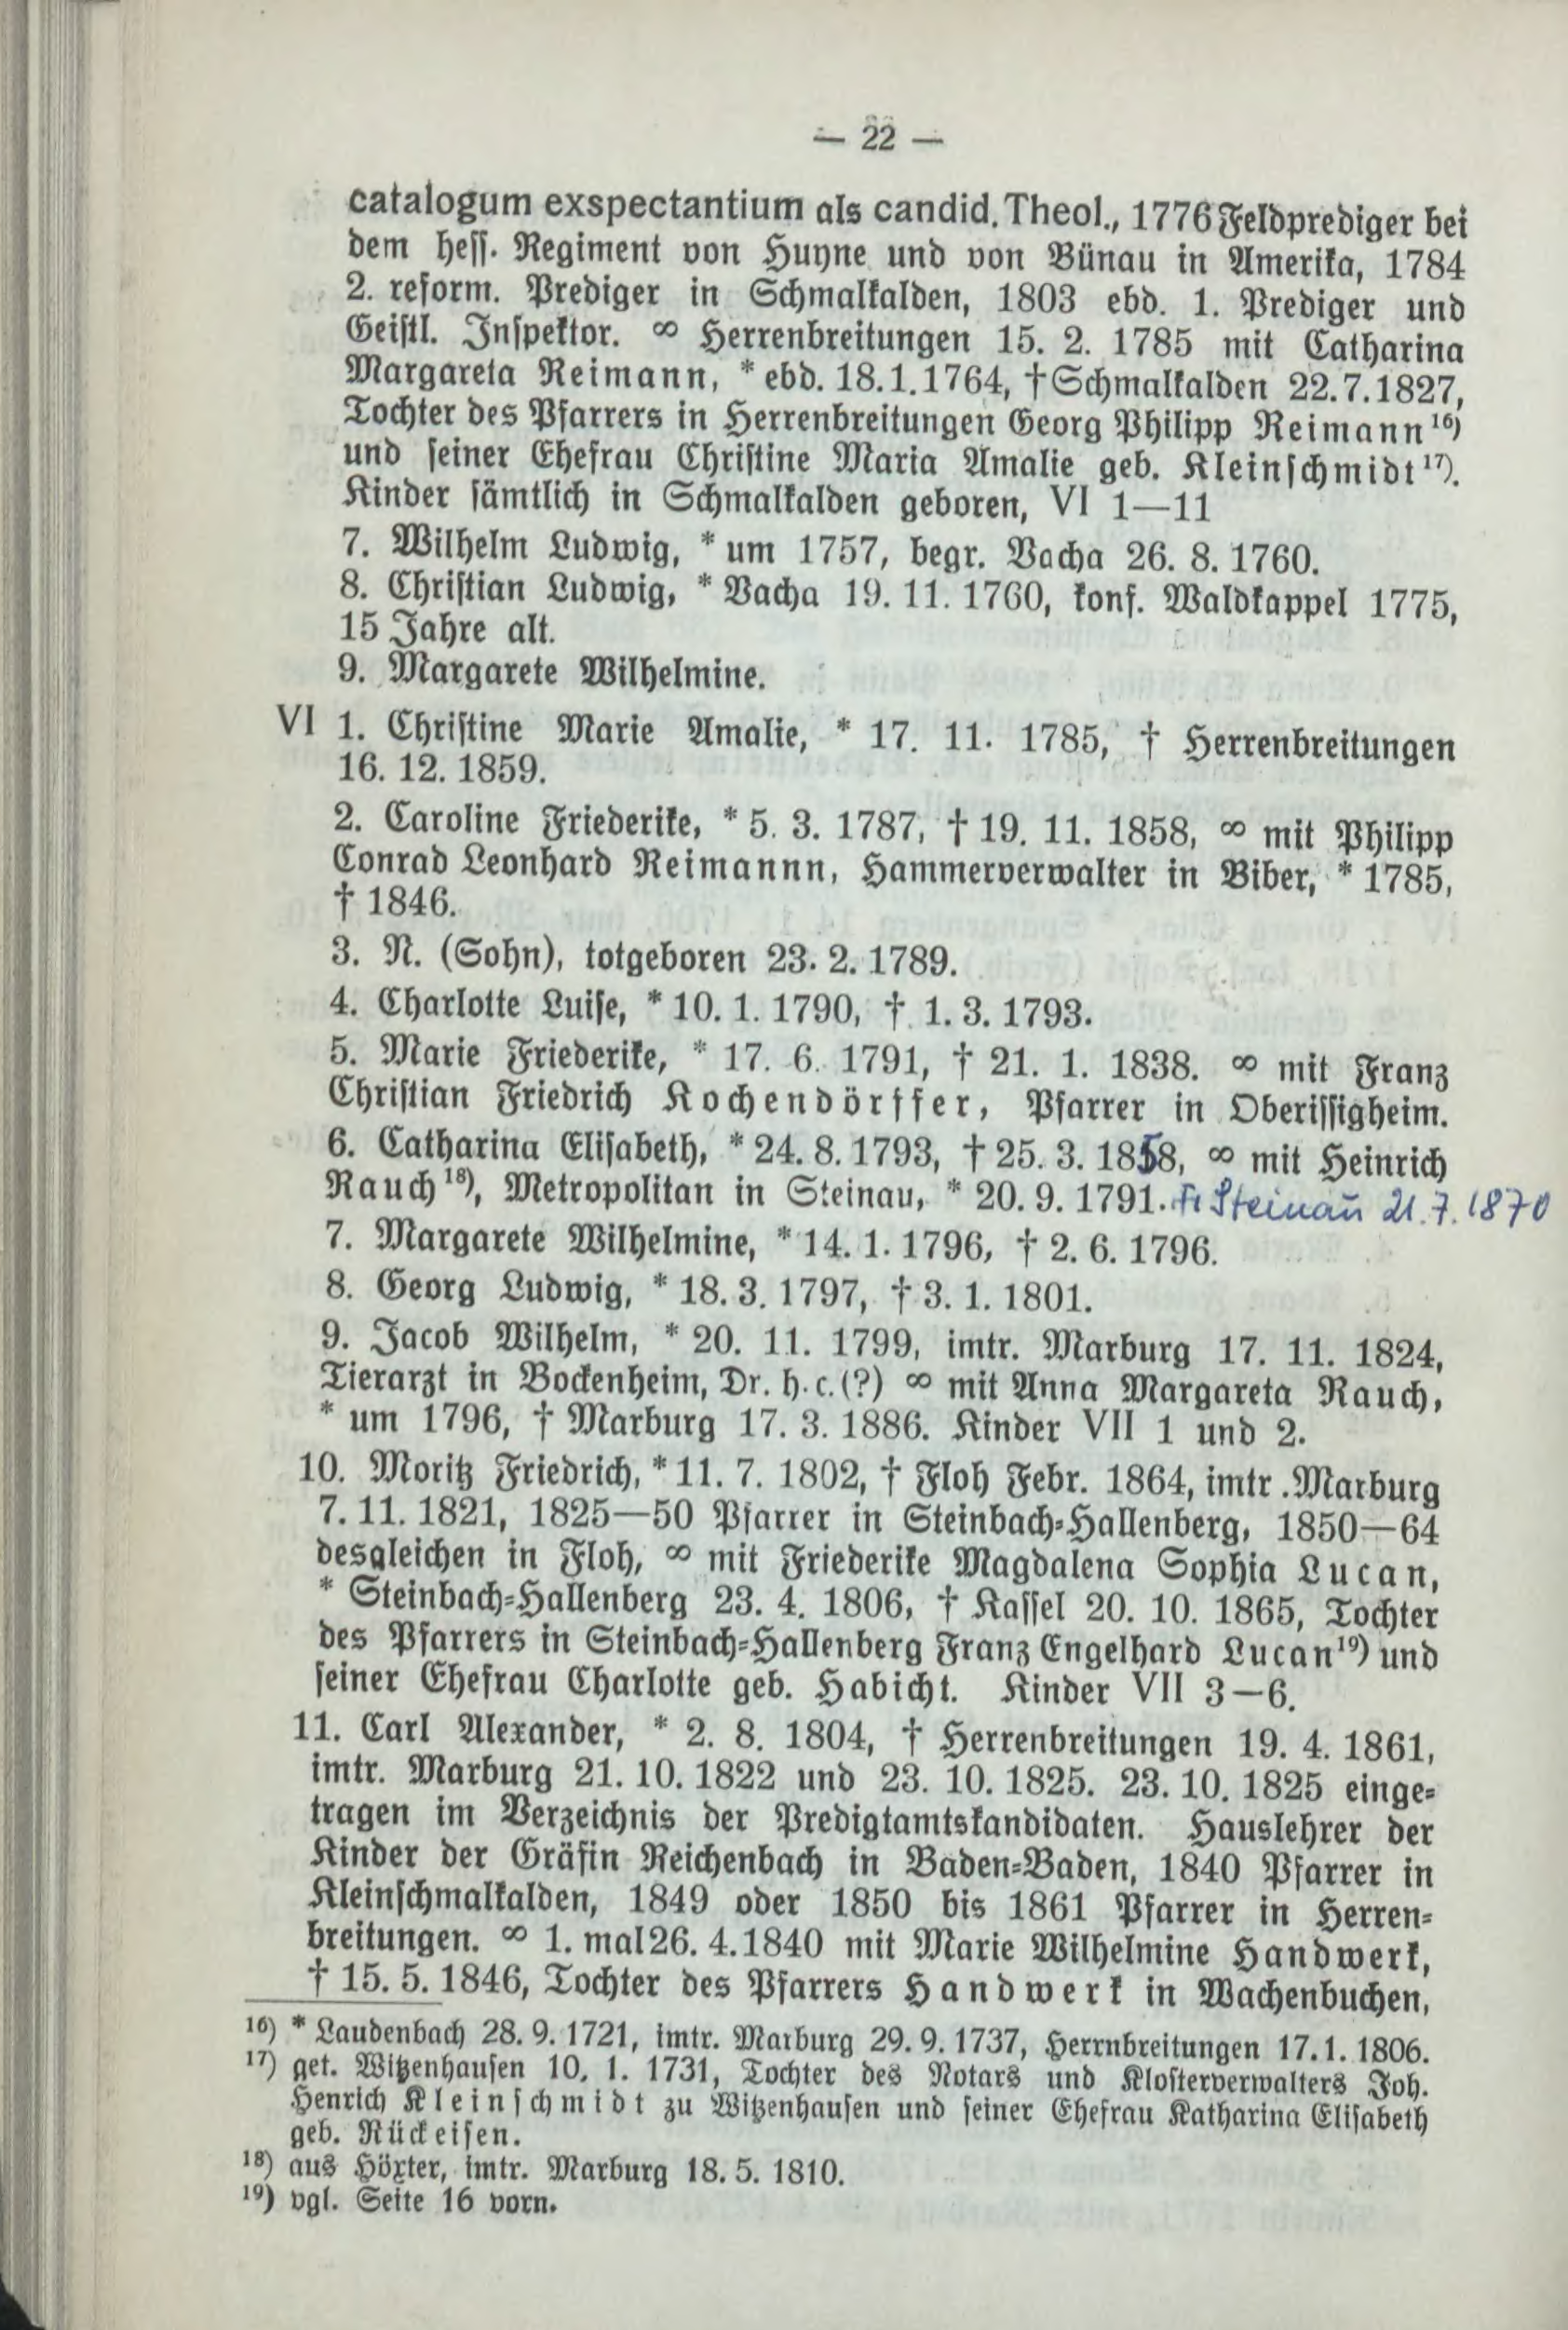 — 22 —
catalogum exspectantium als candid. Theol., 1776 Feldprediger bei
dem hess. Regiment von Huyne und von Bünau in Amerika, 1784
2. reform. Prediger in Schmalkalden, 1803 ebd. 1. Prediger und
Geistl. Inspektor. ∞ Herrenbreitungen 15. 2. 1785 mit Catharina
Margareta Reimann, * ebd. 18.1.1764, † Schmalkalden 22.7.1827,
Tochter des Pfarrers in Herrenbreitungen Georg Philipp Reimann¹⁶)
und seiner Ehefrau Christine Maria Amalie geb. Kleinschmidt¹⁷).
Kinder sämtlich in Schmalkalden geboren, VI 1—11
7. Wilhelm Ludwig, * um 1757, begr. Vacha 26. 8. 1760.
8. Christian Ludwig, * Vacha 19. 11. 1760, konf. Waldkappel 1775,
15 Jahre alt.
9. Margarete Wilhelmine.
VI 1. Christine Marie Amalie, * 17. 11. 1785, † Herrenbreitungen
16. 12. 1859.
2. Caroline Friederike, * 5. 3. 1787, † 19. 11. 1858, ∞ mit Philipp
Conrad Leonhard Reimannn, Hammerverwalter in Biber, * 1785,
† 1846.
3. N. (Sohn), totgeboren 23. 2. 1789.
4. Charlotte Luise, * 10. 1. 1790, † 1. 3. 1793.
5. Marie Friederike, * 17. 6. 1791, † 21. 1. 1838. ∞ mit Franz
Christian Friedrich Kochendörffer, Pfarrer in Oberissigheim.
6. Catharina Elisabeth, * 24. 8. 1793, † 25. 3. 1858, ∞ mit Heinrich
Rauch¹⁸), Metropolitan in Steinau, * 20. 9. 1791. † Steinau 21.7.1870
7. Margarete Wilhelmine, * 14. 1. 1796, † 2. 6. 1796.
8. Georg Ludwig, * 18. 3. 1797, † 3. 1. 1801.
9. Jacob Wilhelm, * 20. 11. 1799, imtr. Marburg 17. 11. 1824,
Tierarzt in Bockenheim, Dr. h. c. (?) ∞ mit Anna Margareta Rauch,
* um 1796, † Marburg 17. 3. 1886. Kinder VII 1 und 2.
10. Moritz Friedrich, * 11. 7. 1802, † Floh Febr. 1864, imtr .Marburg
7. 11. 1821, 1825—50 Pfarrer in Steinbach-Hallenberg, 1850—64
desgleichen in Floh, ∞ mit Friederike Magdalena Sophia Lucan,
* Steinbach-Hallenberg 23. 4. 1806, † Kassel 20. 10. 1865, Tochter
des Pfarrers in Steinbach-Hallenberg Franz Engelhard Lucan¹⁹) und
seiner Ehefrau Charlotte geb. Habicht. Kinder VII 3—6.
11. Carl Alexander, * 2. 8. 1804, † Herrenbreitungen 19. 4. 1861,
imtr. Marburg 21. 10. 1822 und 23. 10. 1825. 23. 10. 1825 einge-
tragen im Verzeichnis der Predigtamtskandidaten. Hauslehrer der
Kinder der Gräfin Reichenbach in Baden-Baden, 1840 Pfarrer in
Kleinschmalkalden, 1849 oder 1850 bis 1861 Pfarrer in Herren-
breitungen. ∞ 1. mal 26. 4. 1840 mit Marie Wilhelmine Handwerk,
† 15. 5. 1846, Tochter des Pfarrers Handwerk in Wachenbuchen,
¹⁶) * Laudenbach 28. 9. 1721, imtr. Marburg 29. 9. 1737, Herrnbreitungen 17. 1. 1806.
¹⁷) get. Witzenhausen 10. 1. 1731, Tochter des Notars und Klosterverwalters Joh.
Henrich Kleinschmidt zu Witzenhausen und seiner Ehefrau Katharina Elisabeth
geb. Rückeisen.
¹⁸) aus Höxter, imtr. Marburg 18. 5. 1810.
¹⁹) vgl. Seite 16 vorn.